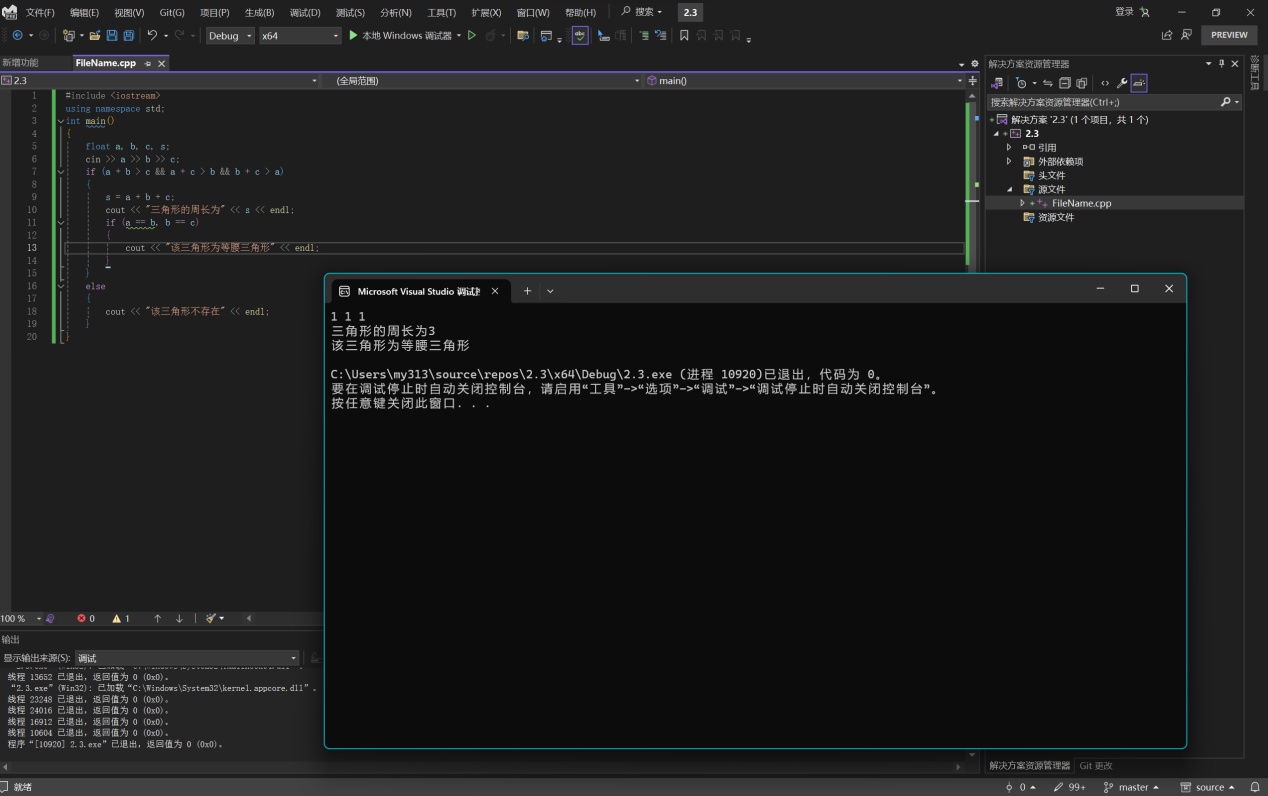 文件(F) 编辑(E) 视图(V) Git(G) 项目(P) 生成(B) 调试(D) 测试(S) 分析(N) 工具(T) 扩展(X) 窗口(W) 帮助(H) 搜索 2.3 登录
Debug x64 本地 Windows 调试器 PREVIEW
新增功能 FileName.cpp
2.3 (全局范围) main()
1 #include <iostream>
2 using namespace std;
3 int main()
4 {
5 float a, b, c, s;
6 cin >> a >> b >> c;
7 if (a + b > c && a + c > b && b + c > a)
8 {
9 s = a + b + c;
10 cout << "三角形的周长为" << s << endl;
11 if (a == b, b == c)
12 {
13 cout << "该三角形为等腰三角形" << endl;
14 }
15 }
16 else
17 {
18 cout << "该三角形不存在" << endl;
19 }
20 }
解决方案资源管理器
搜索解决方案资源管理器(Ctrl+;)
解决方案 '2.3' (1 个项目，共 1 个)
2.3
引用
外部依赖项
头文件
源文件
FileName.cpp
资源文件
诊断工具
Microsoft Visual Studio 调试
1 1 1
三角形的周长为3
该三角形为等腰三角形
C:\Users\my313\source\repos\2.3\x64\Debug\2.3.exe (进程 10920)已退出，代码为 0。
要在调试停止时自动关闭控制台，请启用“工具”->“选项”->“调试”->“调试停止时自动关闭控制台”。
按任意键关闭此窗口. . .
100 % 0 1
输出
显示输出来源(S): 调试
线程 13652 已退出，返回值为 0 (0x0)。
“2.3.exe”(Win32): 已加载“C:\Windows\System32\kernel.appcore.dll”。
线程 23248 已退出，返回值为 0 (0x0)。
线程 24016 已退出，返回值为 0 (0x0)。
线程 16912 已退出，返回值为 0 (0x0)。
线程 10604 已退出，返回值为 0 (0x0)。
程序“[10920] 2.3.exe”已退出，返回值为 0 (0x0)。
解决方案资源管理器 Git 更改
就绪 0 99+ master source